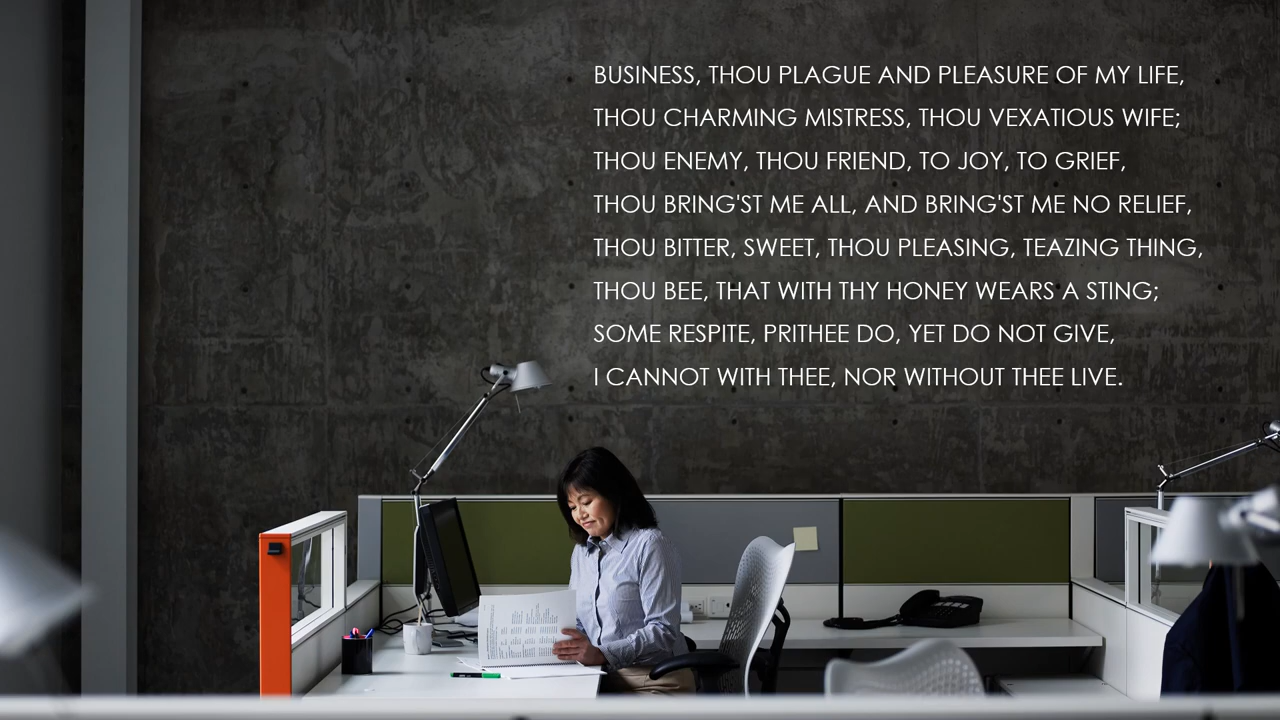 BUSINESS, THOU PLAGUE AND PLEASURE OF MY LIFE,
THOU CHARMING MISTRESS, THOU VEXATIOUS WIFE;
THOU ENEMY, THOU FRIEND, TO JOY, TO GRIEF,
THOU BRING'ST ME ALL, AND BRING'ST ME NO RELIEF,
THOU BITTER, SWEET, THOU PLEASING, TEAZING THING,
THOU BEE, THAT WITH THY HONEY WEARS A STING;
SOME RESPITE, PRITHEE DO, YET DO NOT GIVE,
I CANNOT WITH THEE, NOR WITHOUT THEE LIVE.